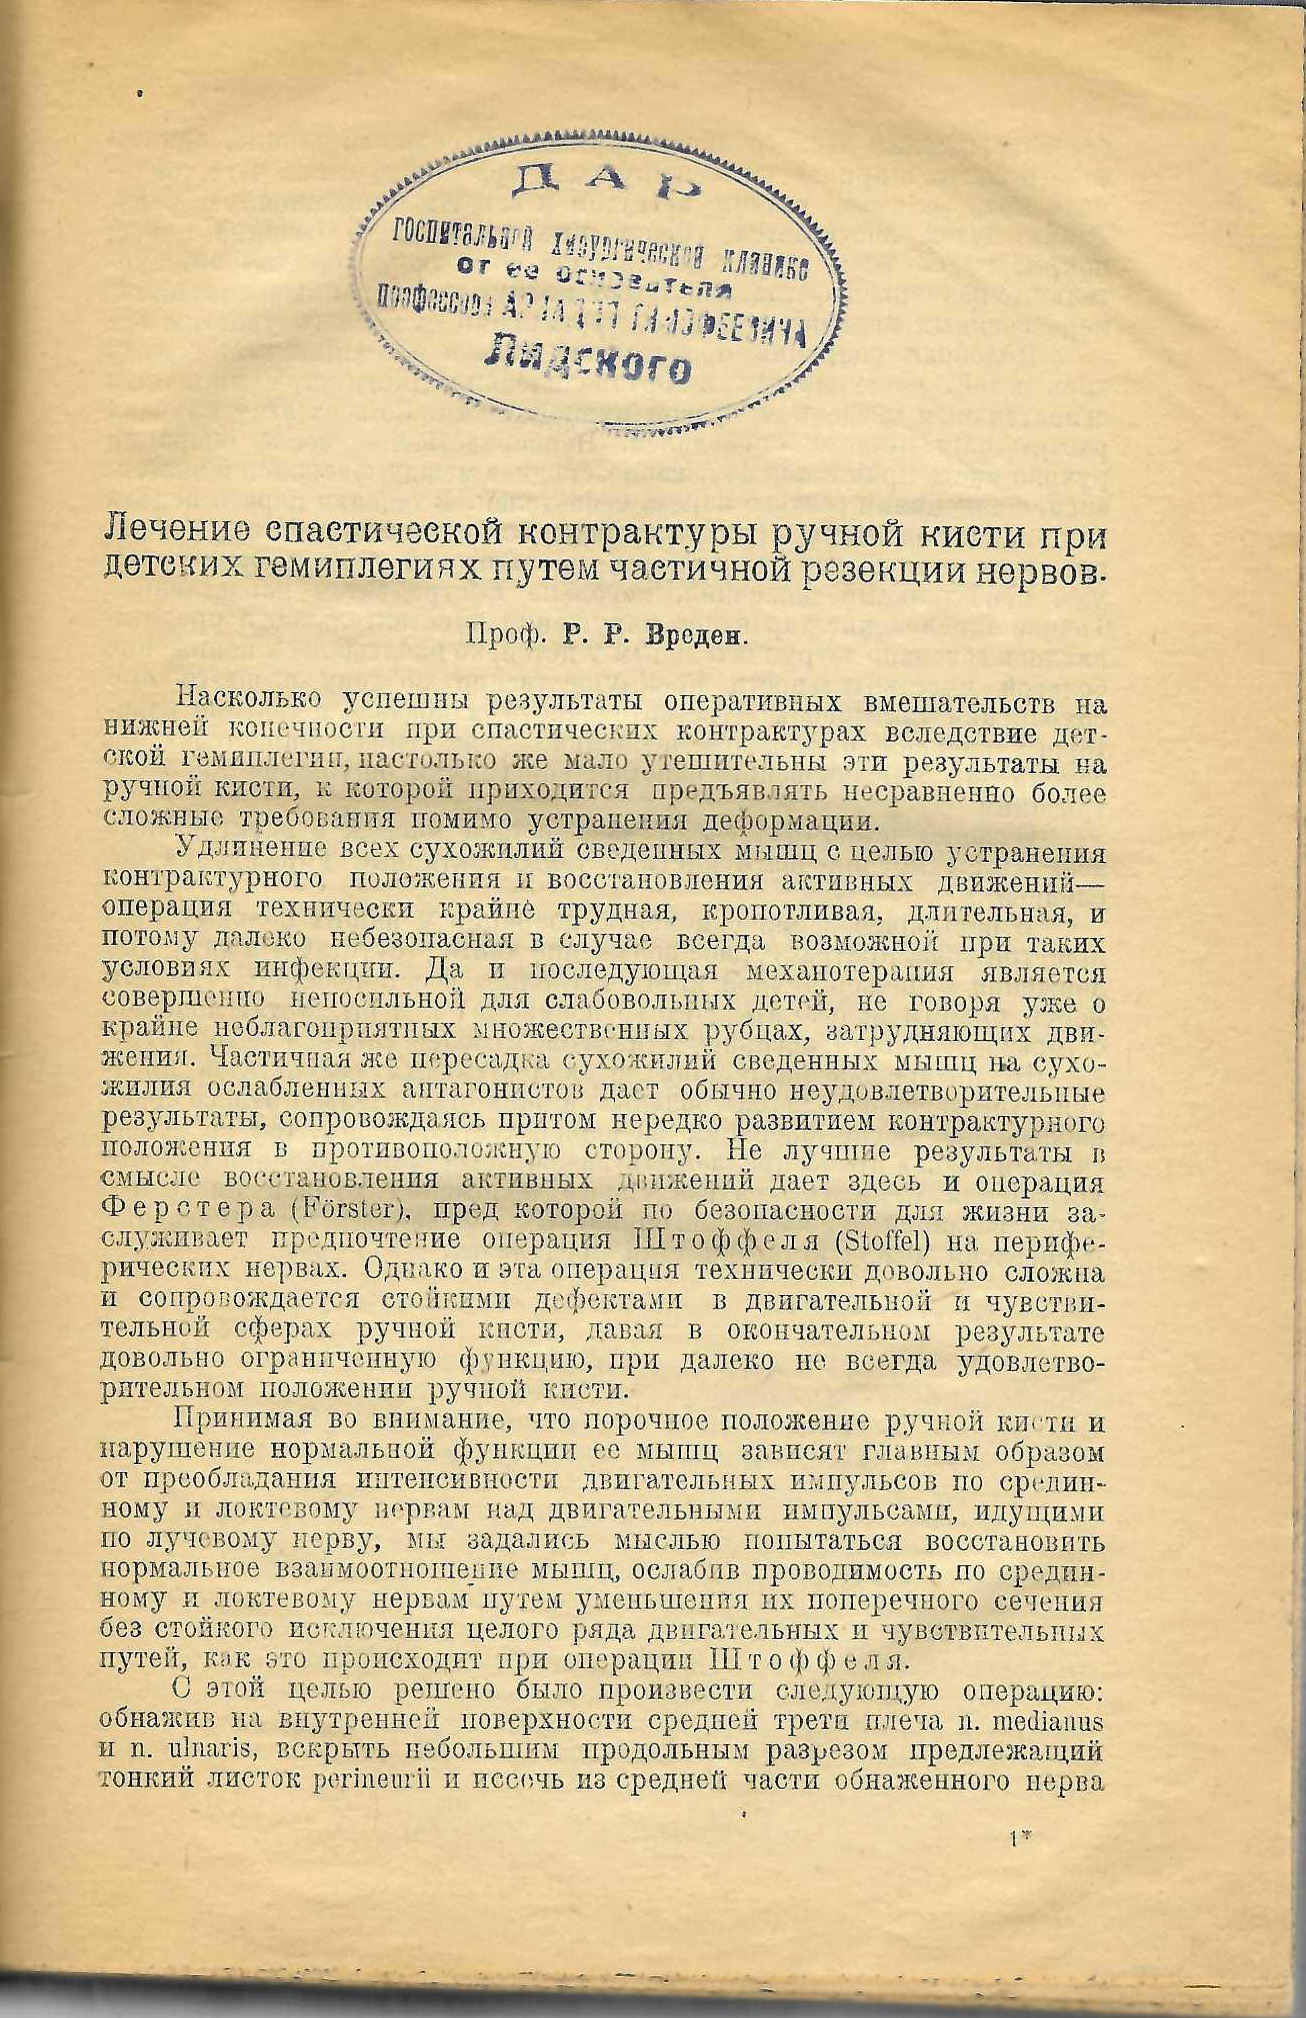 ДАР
госпитальной хирургической клинике
от ее основателя
Профессора АРКАДИЯ ТИМОФЕЕВИЧА
Лидского
Лечение спастической контрактуры ручной кисти при
детских гемиплегиях путем частичной резекции нервов.
Проф. Р. Р. Вреден.
Насколько успешны результаты оперативных вмешательств на
нижней конечности при спастических контрактурах вследствие дет-
ской гемиплегии, настолько же мало утешительны эти результаты на
ручной кисти, к которой приходится предъявлять несравненно более
сложные требования помимо устранения деформации.
Удлинение всех сухожилий сведенных мышц с целью устранения
контрактурного положения и восстановления активных движений—
операция технически крайне трудная, кропотливая, длительная, и
потому далеко небезопасная в случае всегда возможной при таких
условиях инфекции. Да и последующая механотерапия является
совершенно непосильной для слабовольных детей, не говоря уже о
крайне неблагоприятных множественных рубцах, затрудняющих дви-
жения. Частичная же пересадка сухожилий сведенных мышц на сухо-
жилия ослабленных антагонистов дает обычно неудовлетворительные
результаты, сопровождаясь притом нередко развитием контрактурного
положения в противоположную сторону. Не лучшие результаты в
смысле восстановления активных движений дает здесь и операция
Ферстера (Förster), пред которой по безопасности для жизни за-
служивает предпочтение операция Штоффеля (Stoffel) на перифе-
рических нервах. Однако и эта операция технически довольно сложна
и сопровождается стойкими дефектами в двигательной и чувстви-
тельной сферах ручной кисти, давая в окончательном результате
довольно ограниченную функцию, при далеко не всегда удовлетво-
рительном положении ручной кисти.
Принимая во внимание, что порочное положение ручной кисти и
нарушение нормальной функции ее мышц зависят главным образом
от преобладания интенсивности двигательных импульсов по средин-
ному и локтевому нервам над двигательными импульсами, идущими
по лучевому нерву, мы задались мыслью попытаться восстановить
нормальное взаимоотношение мышц, ослабив проводимость по средин-
ному и локтевому нервам путем уменьшения их поперечного сечения
без стойкого исключения целого ряда двигательных и чувствительных
путей, как это происходит при операции Штоффеля.
С этой целью решено было произвести следующую операцию:
обнажив на внутренней поверхности средней трети плеча n. medianus
и n. ulnaris, вскрыть небольшим продольным разрезом предлежащий
тонкий листок perineurii и иссечь из средней части обнаженного нерва
1*